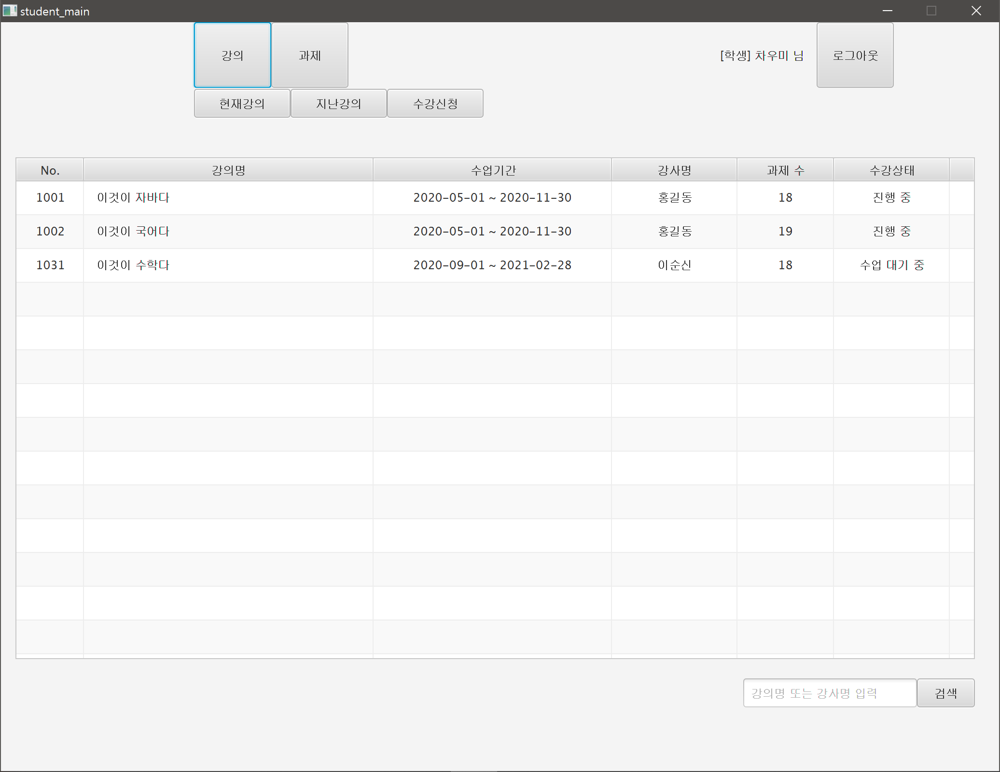 student_main
강의 과제 [학생] 차우미 님 로그아웃
현재강의 지난강의 수강신청
No. 강의명 수업기간 강사명 과제 수 수강상태
1001 이것이 자바다 2020-05-01 ~ 2020-11-30 홍길동 18 진행 중
1002 이것이 국어다 2020-05-01 ~ 2020-11-30 홍길동 19 진행 중
1031 이것이 수학다 2020-09-01 ~ 2021-02-28 이순신 18 수업 대기 중
강의명 또는 강사명 입력 검색